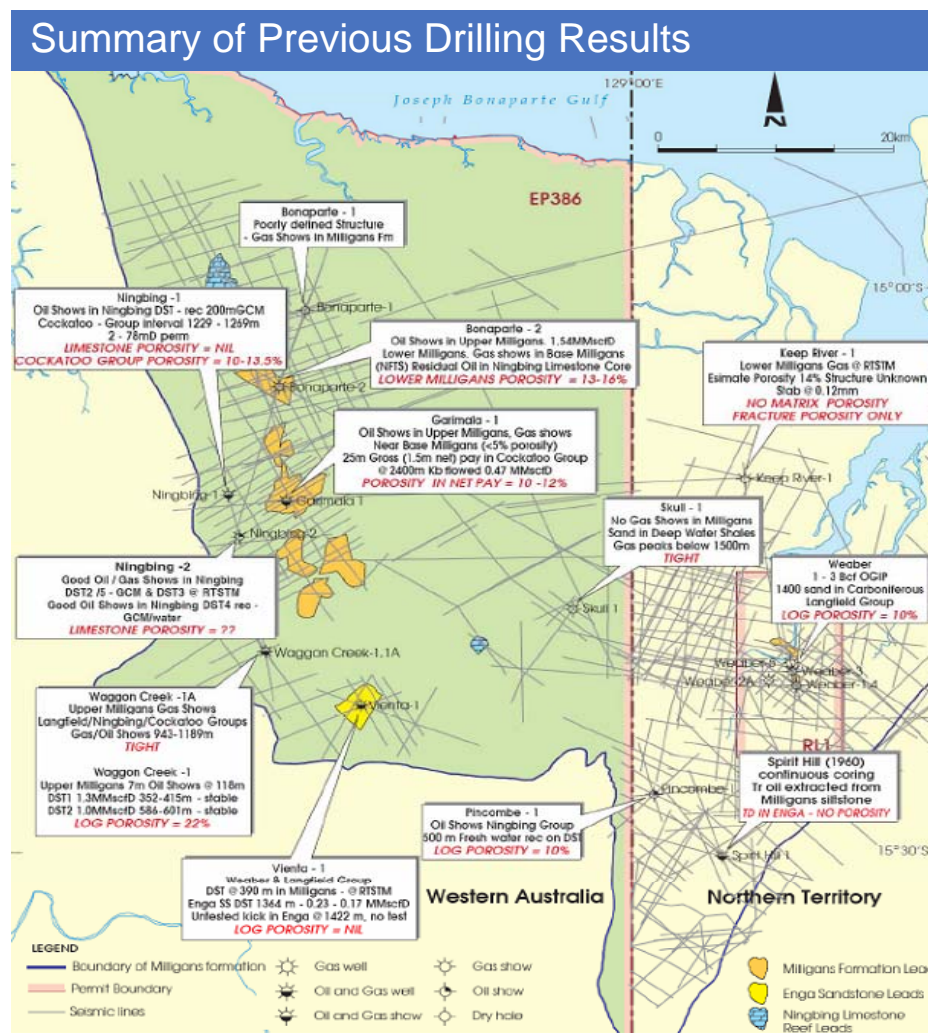 Summary of Previous Drilling Results
129°00'E
Joseph Bonaparte Gulf
N
0
20km
EP386
Bonaparte - 1
Poorly defined Structure
- Gas Shows in Milligans Fm
15°00'S
Ningbing -1
Oil Shows in Ningbing DST - rec 200mGCM
Cockatoo - Group interval 1229 - 1269m
2 - 78mD perm
LIMESTONE POROSITY = NIL
COCKATOO GROUP POROSITY = 10-13.5%
Bonaparte-1
Bonaparte - 2
Oil Shows in Upper Milligans. 1.54MMscfD
Lower Milligans, Gas shows in Base Milligans
(NFTS) Residual Oil in Ningbing Limestone Core
LOWER MILLIGANS POROSITY = 13-16%
Keep River - 1
Lower Milligans Gas @ RTSTM
Esimate Porosity 14% Structure Unknown
Stab @ 0.12mm
NO MATRIX POROSITY
FRACTURE POROSITY ONLY
Bonaparte-2
Garimala - 1
Oil Shows in Upper Milligans, Gas shows
Near Base Milligans (<5% porosity)
25m Gross (1.5m net) pay in Cockatoo Group
@ 2400m Kb flowed 0.47 MMscfD
POROSITY IN NET PAY = 10 -12%
Keep River-1
Ningbing-1
Garimala 1
Skull - 1
No Gas Shows in Milligans
Sand in Deep Water Shales
Gas peaks below 1500m
TIGHT
Ningbing-2
Ningbing -2
Good Oil / Gas Shows in Ningbing
DST2 /5 - GCM & DST3 @ RTSTM
Good Oil Shows in Ningbing DST4 rec -
GCM/water
LIMESTONE POROSITY = ??
Weaber
1 - 3 Bcf OGIP
1400 sand in Carboniferous
Langfield Group
LOG POROSITY = 10%
Skull 1
Waggon Creek-1,1A
Weaber-5
Weaber-3
Weaber-2A
Weaber-1,4
Waggon Creek -1A
Upper Milligans Gas Shows
Langfield/Ningbing/Cockatoo Groups
Gas/Oil Shows 943-1189m
TIGHT
Waggon Creek -1
Upper Milligans 7m Oil Shows @ 118m
DST1 1.3MMscfD 352-415m - stable
DST2 1.0MMscfD 586-601m - stable
LOG POROSITY = 22%
Vienta-1
RL1
Spirit Hill (1960)
continuous coring
Tr oil extracted from
Milligans siltstone
TD IN ENGA - NO POROSITY
Pincombe-1
Pincombe - 1
Oil Shows Ningbing Group
500 m Fresh water rec on DST
LOG POROSITY = 10%
Spirit Hill 1
15°30'S
Vienta - 1
Weaber & Langfield Group
DST @ 390 m in Milligans - @RTSTM
Enga SS DST 1364 m - 0.23 - 0.17 MMscfD
Untested kick in Enga @ 1422 m, no test
LOG POROSITY = NIL
Western Australia
Northern Territory
LEGEND
Boundary of Milligans formation
Permit Boundary
Seismic lines
Gas well
Oil and Gas well
Oil and Gas show
Gas show
Oil show
Dry hole
Milligans Formation Lea
Enga Sandstone Leads
Ningbing Limestone
Reef Leads